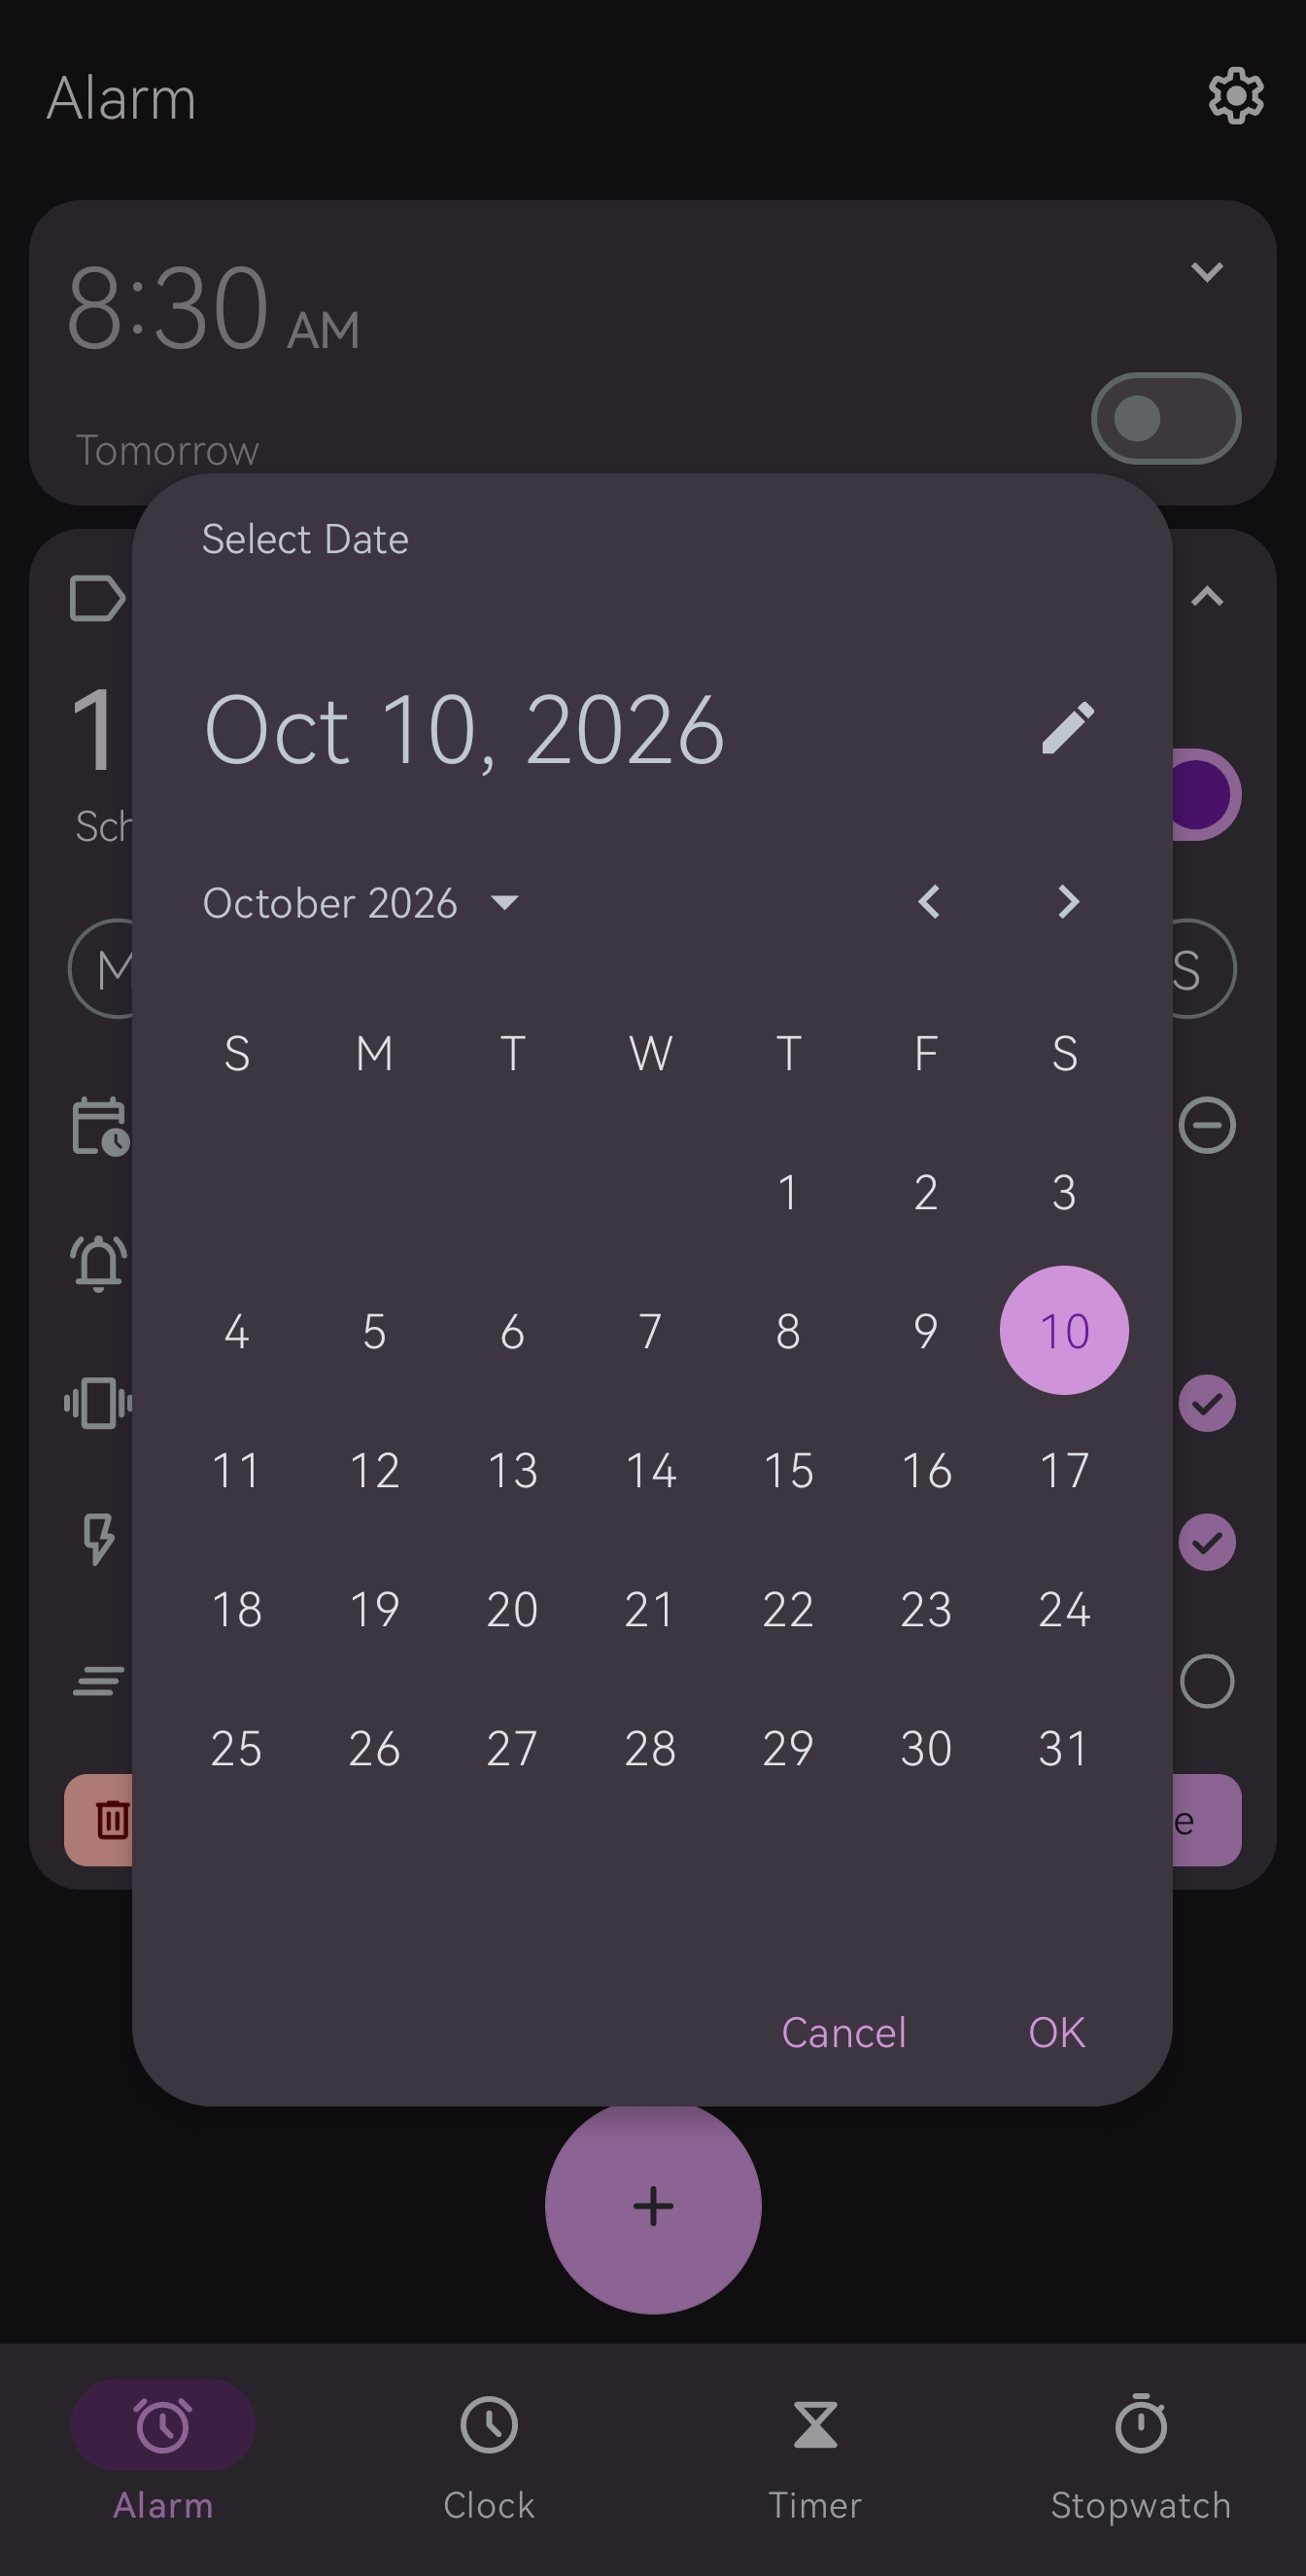 Alarm
8:30 AM
Tomorrow
Select Date
Oct 10, 2026
October 2026
M
S
S M T W T F S
1 2 3
4 5 6 7 8 9 10
11 12 13 14 15 16 17
18 19 20 21 22 23 24
25 26 27 28 29 30 31
Cancel OK
Alarm Clock Timer Stopwatch